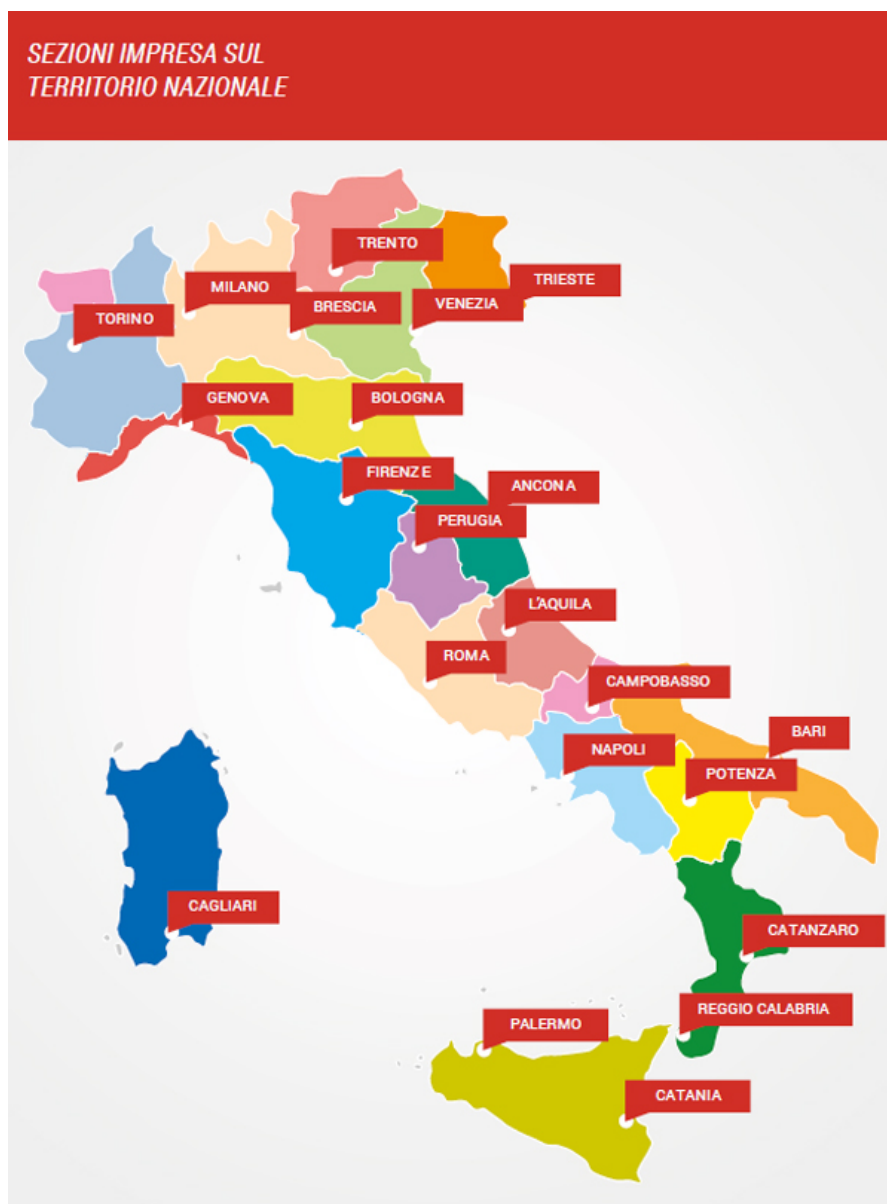 SEZIONI IMPRESA SUL
TERRITORIO NAZIONALE
TRENTO
TRIESTE
MILANO
BRESCIA
VENEZIA
TORINO
GENOVA
BOLOGNA
FIRENZE
ANCONA
PERUGIA
L'AQUILA
ROMA
CAMPOBASSO
BARI
NAPOLI
POTENZA
CAGLIARI
CATANZARO
REGGIO CALABRIA
PALERMO
CATANIA